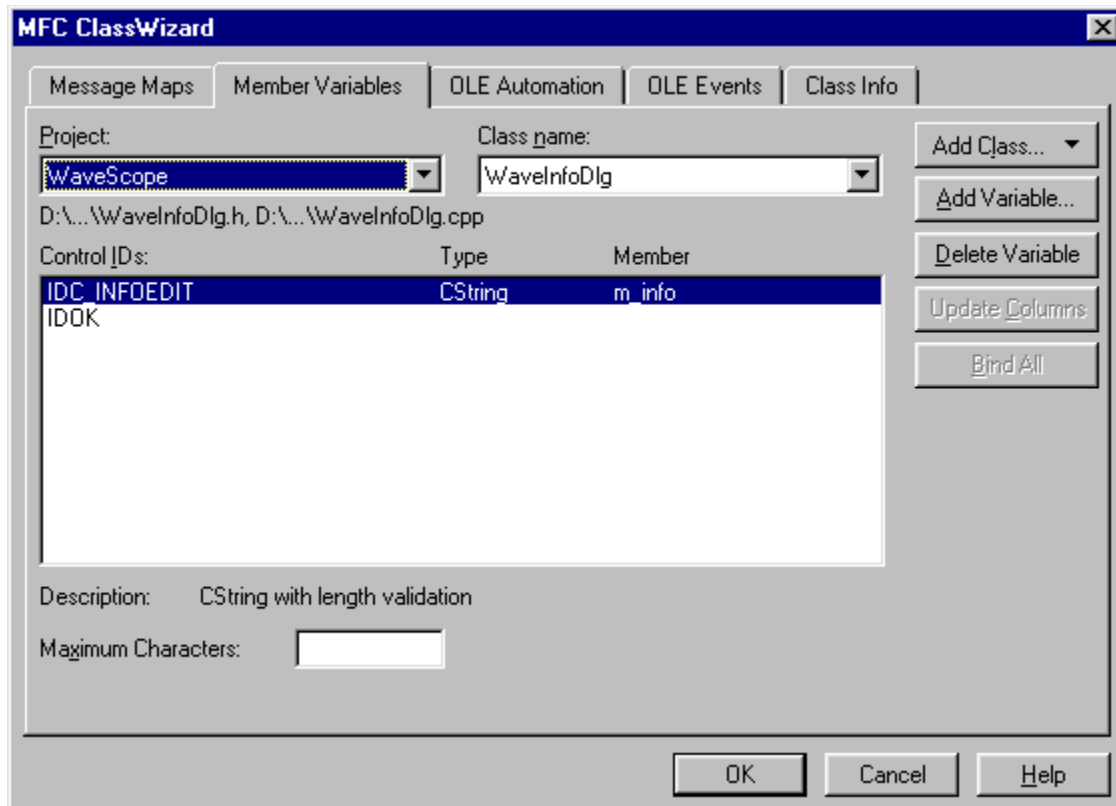 MFC ClassWizard
Message Maps Member Variables OLE Automation OLE Events Class Info
Project: Class name:
WaveScope WaveInfoDlg
D:\...\WaveInfoDlg.h, D:\...\WaveInfoDlg.cpp
Control IDs: Type Member
IDC_INFOEDIT CString m_info
IDOK
Add Class...
Add Variable...
Delete Variable
Update Columns
Bind All
Description: CString with length validation
Maximum Characters:
OK Cancel Help